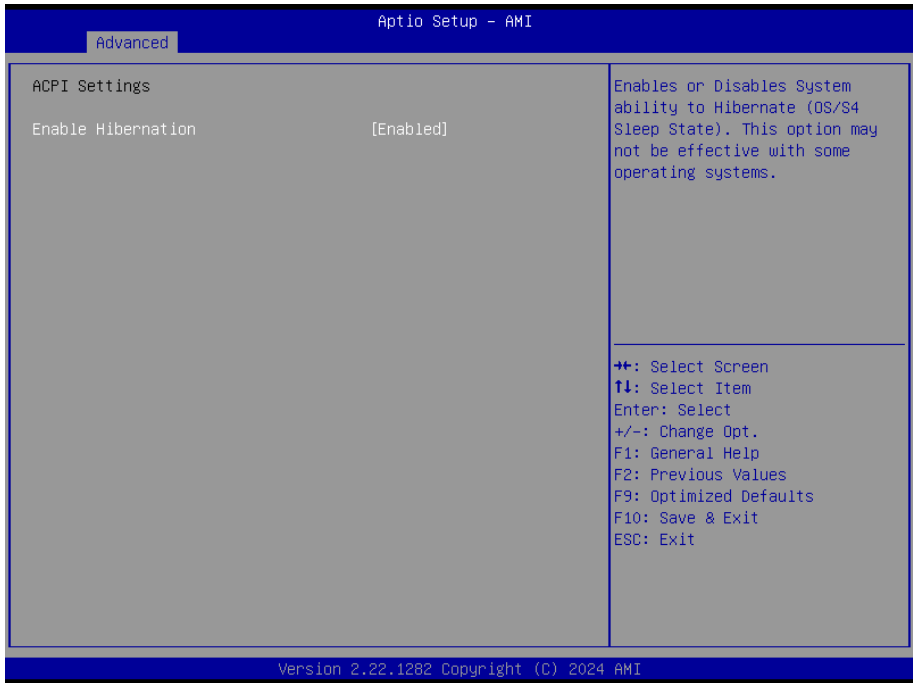 Aptio Setup – AMI
Advanced
ACPI Settings
Enable Hibernation [Enabled]
Enables or Disables System
ability to Hibernate (OS/S4
Sleep State). This option may
not be effective with some
operating systems.
→←: Select Screen
↑↓: Select Item
Enter: Select
+/-: Change Opt.
F1: General Help
F2: Previous Values
F9: Optimized Defaults
F10: Save & Exit
ESC: Exit
Version 2.22.1282 Copyright (C) 2024 AMI